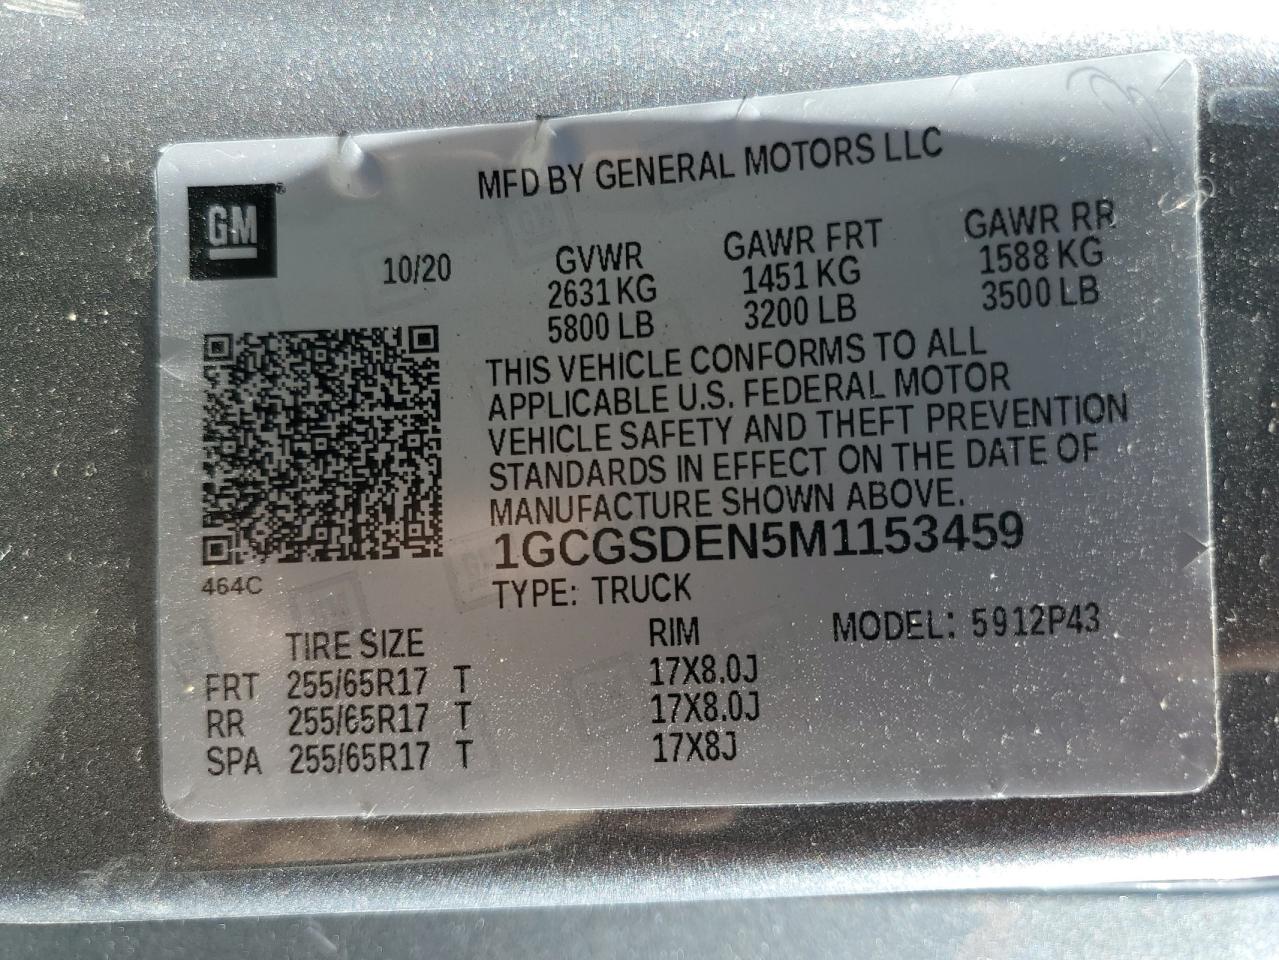 MFD BY GENERAL MOTORS LLC
GM
10/20
GVWR GAWR FRT GAWR RR
2631 KG 1451 KG 1588 KG
5800 LB 3200 LB 3500 LB
THIS VEHICLE CONFORMS TO ALL
APPLICABLE U.S. FEDERAL MOTOR
VEHICLE SAFETY AND THEFT PREVENTION
STANDARDS IN EFFECT ON THE DATE OF
MANUFACTURE SHOWN ABOVE.
1GCGSDEN5M1153459
464C
TYPE: TRUCK
TIRE SIZE RIM MODEL: 5912P43
FRT 255/65R17 T 17X8.0J
RR 255/65R17 T 17X8.0J
SPA 255/65R17 T 17X8J